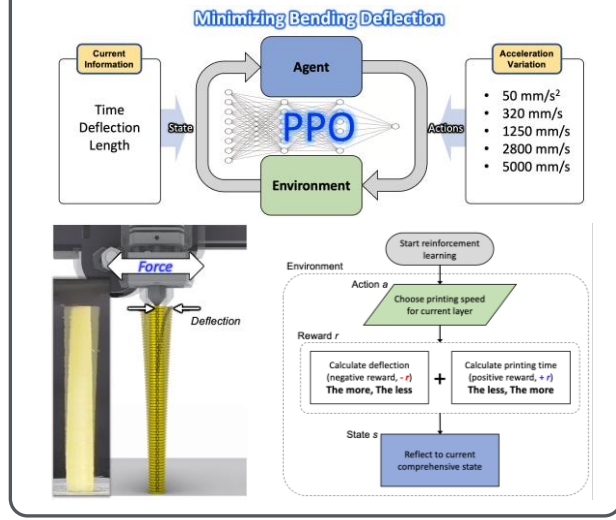 Minimizing Bending Deflection
Current
Information
Time
Deflection
Length
State
Agent
PPO
Environment
Actions
Acceleration
Variation
• 50 mm/s²
• 320 mm/s
• 1250 mm/s
• 2800 mm/s
• 5000 mm/s
Force
Deflection
Start reinforcement
learning
Environment
Action a
Choose printing speed
for current layer
Reward r
Calculate deflection
(negative reward, - r)
The more, The less
+
Calculate printing time
(positive reward, + r)
The less, The more
State s
Reflect to current
comprehensive state